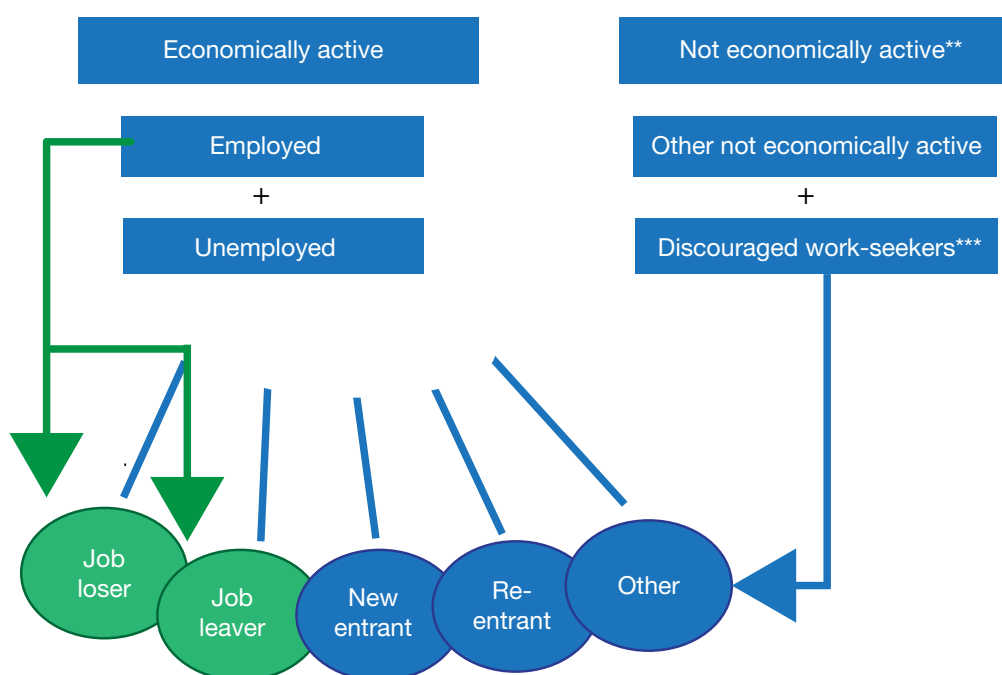 Economically active
Not economically active**
Employed
Other not economically active
+
+
Unemployed
Discouraged work-seekers***
.
Job
loser
Job
leaver
New
entrant
Re-
entrant
Other